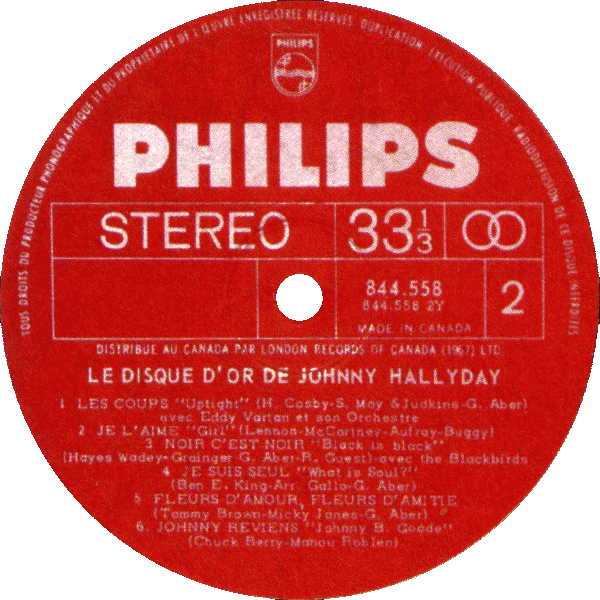 TOUS DROITS DU PRODUCTEUR PHONOGRAPHIQUE ET DU PROPRIETAIRE DE L'ŒUVRE ENREGISTREE RESERVES. DUPLICATION, EXECUTION PUBLIQUE, RADIODIFFUSION DE CE DISQUE INTERDITES
PHILIPS
PHILIPS
STEREO 33 1/3
844.558
844.558 2Y
2
MADE IN CANADA
DISTRIBUE AU CANADA PAR LONDON RECORDS OF CANADA (1967) LTD
LE DISQUE D'OR DE JOHNNY HALLYDAY
1 LES COUPS "Uptight" (H. Cosby-S. Moy &Judkins-G. Aber)
avec Eddy Vartan et son Orchestre
2 JE L'AIME "Girl" (Lennon-McCartney-Aufray-Buggy)
3 NOIR C'EST NOIR "Black is black"
(Hayes Wadey-Grainger G. Aber-R. Guest)-avec the Blackbirds
4 JE SUIS SEUL "What is Soul?"
(Ben E. King-Arr. Gallo-G. Aber)
5 FLEURS D'AMOUR, FLEURS D'AMITIE
(Tommy Brown-Micky Jones-G. Aber)
6. JOHNNY REVIENS "Johnny B. Goode"
(Chuck Berry-Manou Roblen)